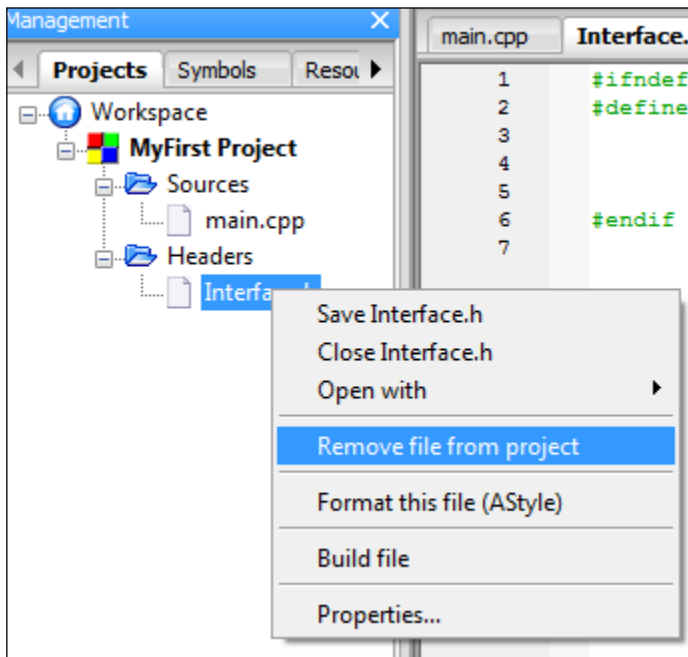 Management
main.cpp Interface.
Projects Symbols Resou
Workspace
MyFirst Project
Sources
main.cpp
Headers
1 #ifndef
2 #define
3
4
5
6 #endif
7
Save Interface.h
Close Interface.h
Open with
Remove file from project
Format this file (AStyle)
Build file
Properties...